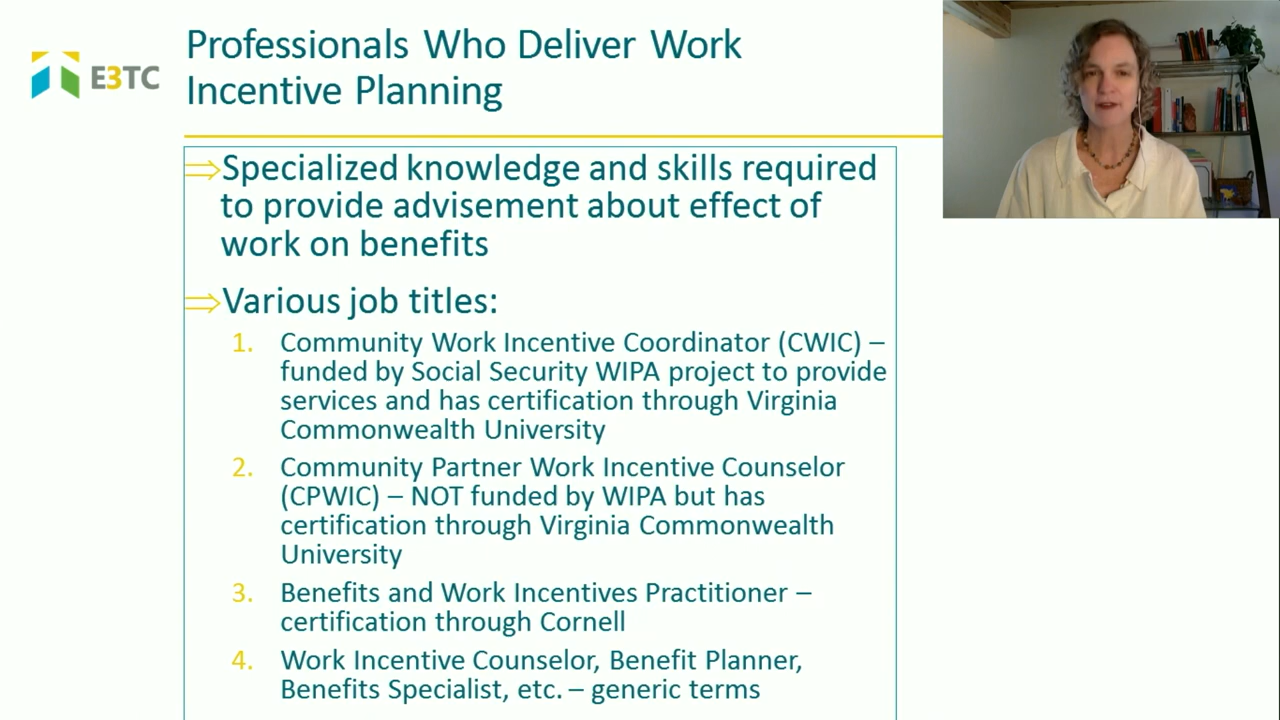 E3TC
Professionals Who Deliver Work
Incentive Planning
⇒Specialized knowledge and skills required
to provide advisement about effect of
work on benefits
⇒Various job titles:
1. Community Work Incentive Coordinator (CWIC) –
funded by Social Security WIPA project to provide
services and has certification through Virginia
Commonwealth University
2. Community Partner Work Incentive Counselor
(CPWIC) – NOT funded by WIPA but has
certification through Virginia Commonwealth
University
3. Benefits and Work Incentives Practitioner –
certification through Cornell
4. Work Incentive Counselor, Benefit Planner,
Benefits Specialist, etc. – generic terms